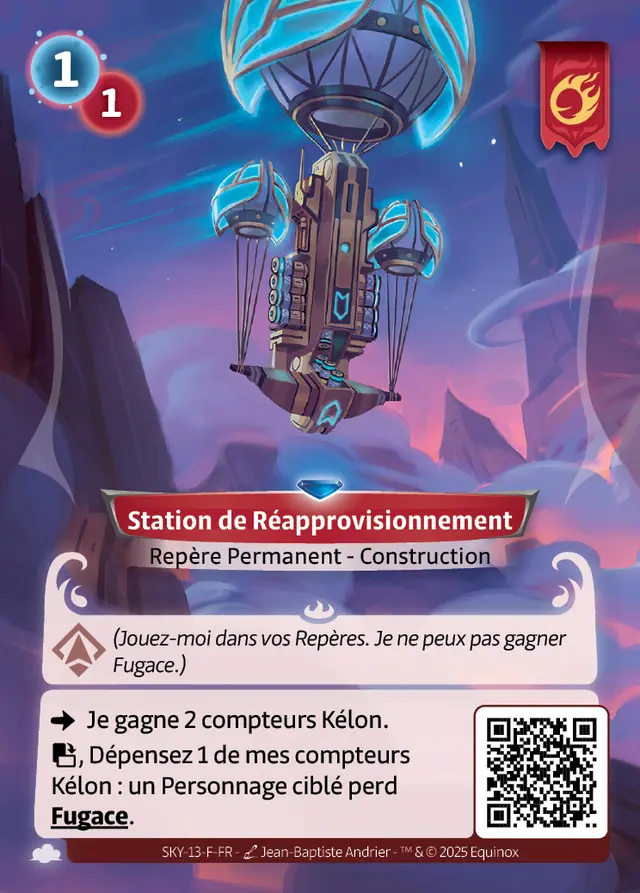 1
1
Station de Réapprovisionnement
Repère Permanent - Construction
(Jouez-moi dans vos Repères. Je ne peux pas gagner
Fugace.)
Je gagne 2 compteurs Kélon.
, Dépensez 1 de mes compteurs
Kélon : un Personnage ciblé perd
Fugace.
SKY-13-F-FR - Jean-Baptiste Andrier - ™ & © 2025 Equinox